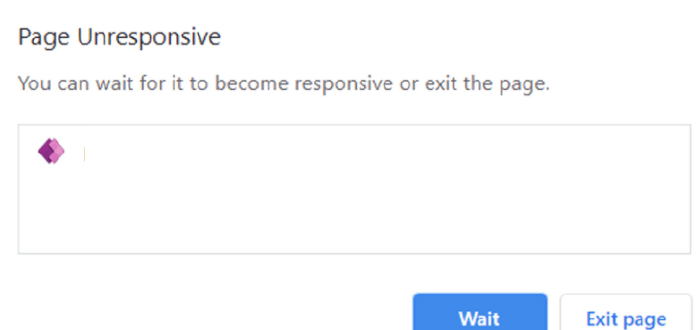 Page Unresponsive
You can wait for it to become responsive or exit the page.
Wait Exit page